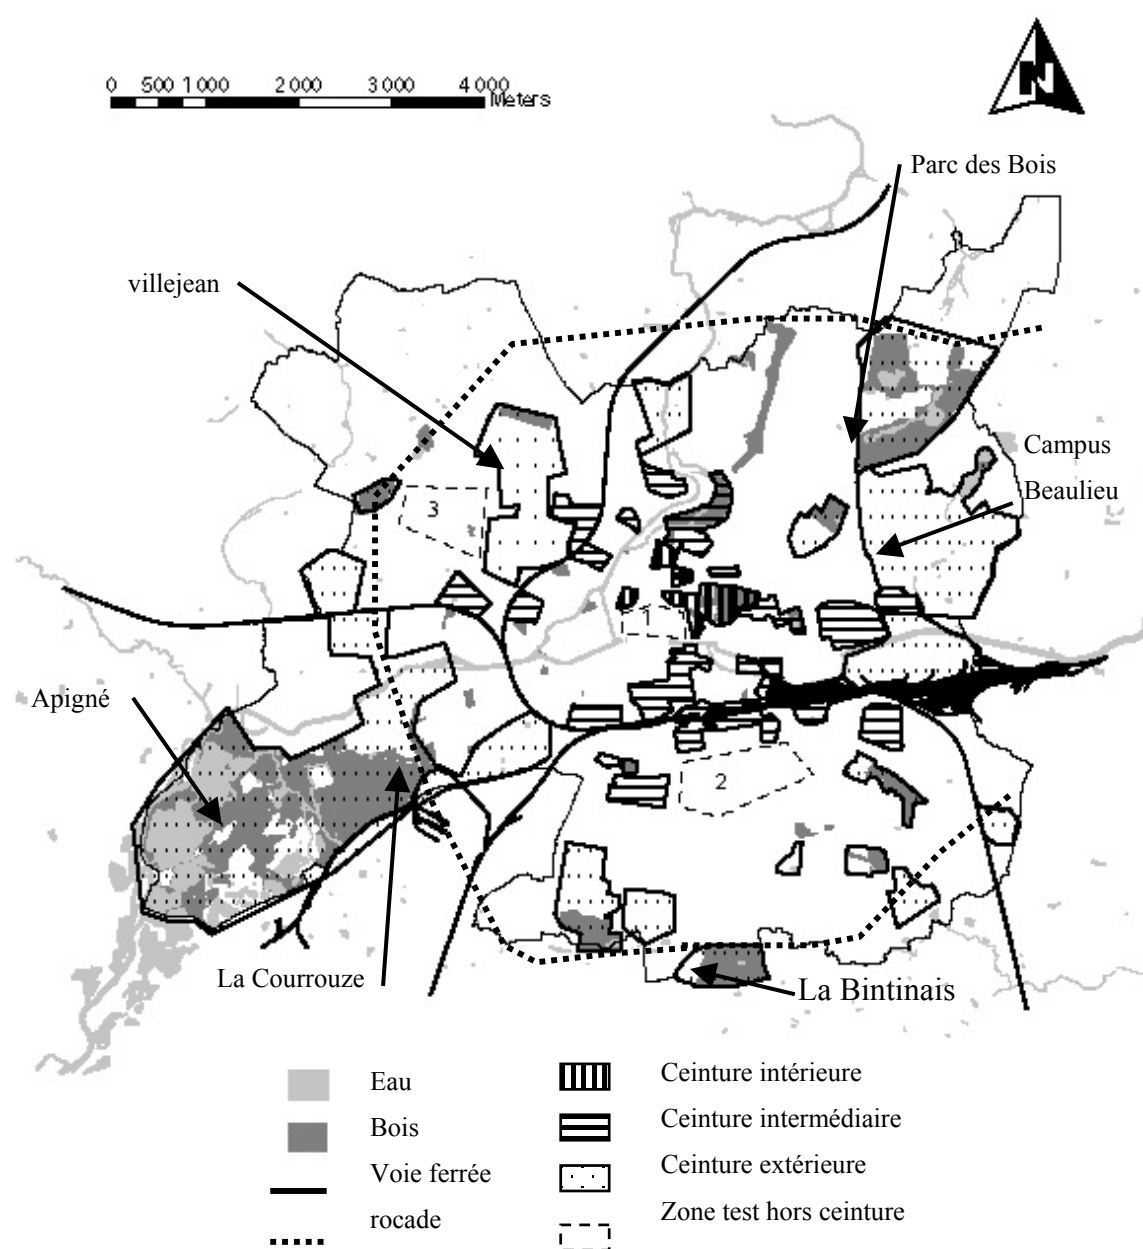 0 500 1 000 2 000 3 000 4 000
Meters
N
Parc des Bois
villejean
Campus
Beaulieu
3
1
Apigné
2
La Courrouze
La Bintinais
Eau
Bois
Voie ferrée
rocade
Ceinture intérieure
Ceinture intermédiaire
Ceinture extérieure
Zone test hors ceinture